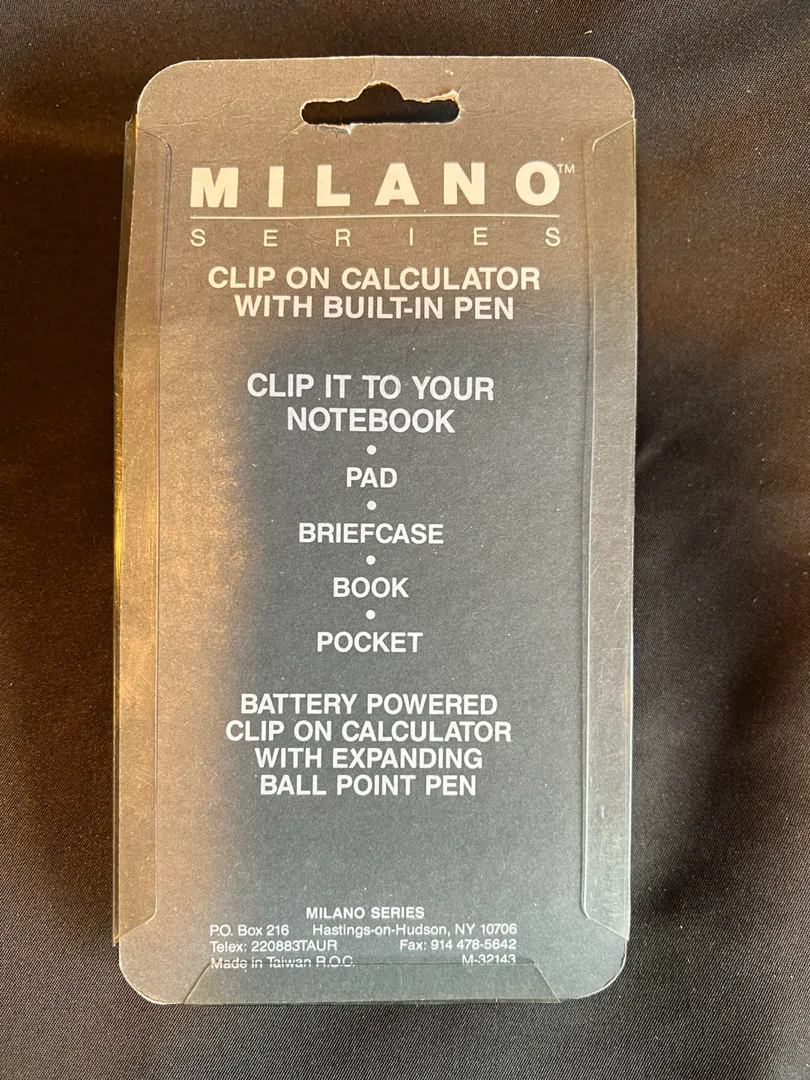 MILANO™
SERIES
CLIP ON CALCULATOR
WITH BUILT-IN PEN
CLIP IT TO YOUR
NOTEBOOK
•
PAD
•
BRIEFCASE
•
BOOK
•
POCKET
BATTERY POWERED
CLIP ON CALCULATOR
WITH EXPANDING
BALL POINT PEN
MILANO SERIES
P.O. Box 216 Hastings-on-Hudson, NY 10706
Telex: 220883TAUR Fax: 914 478-5642
Made in Taiwan R.O.C. M-32143